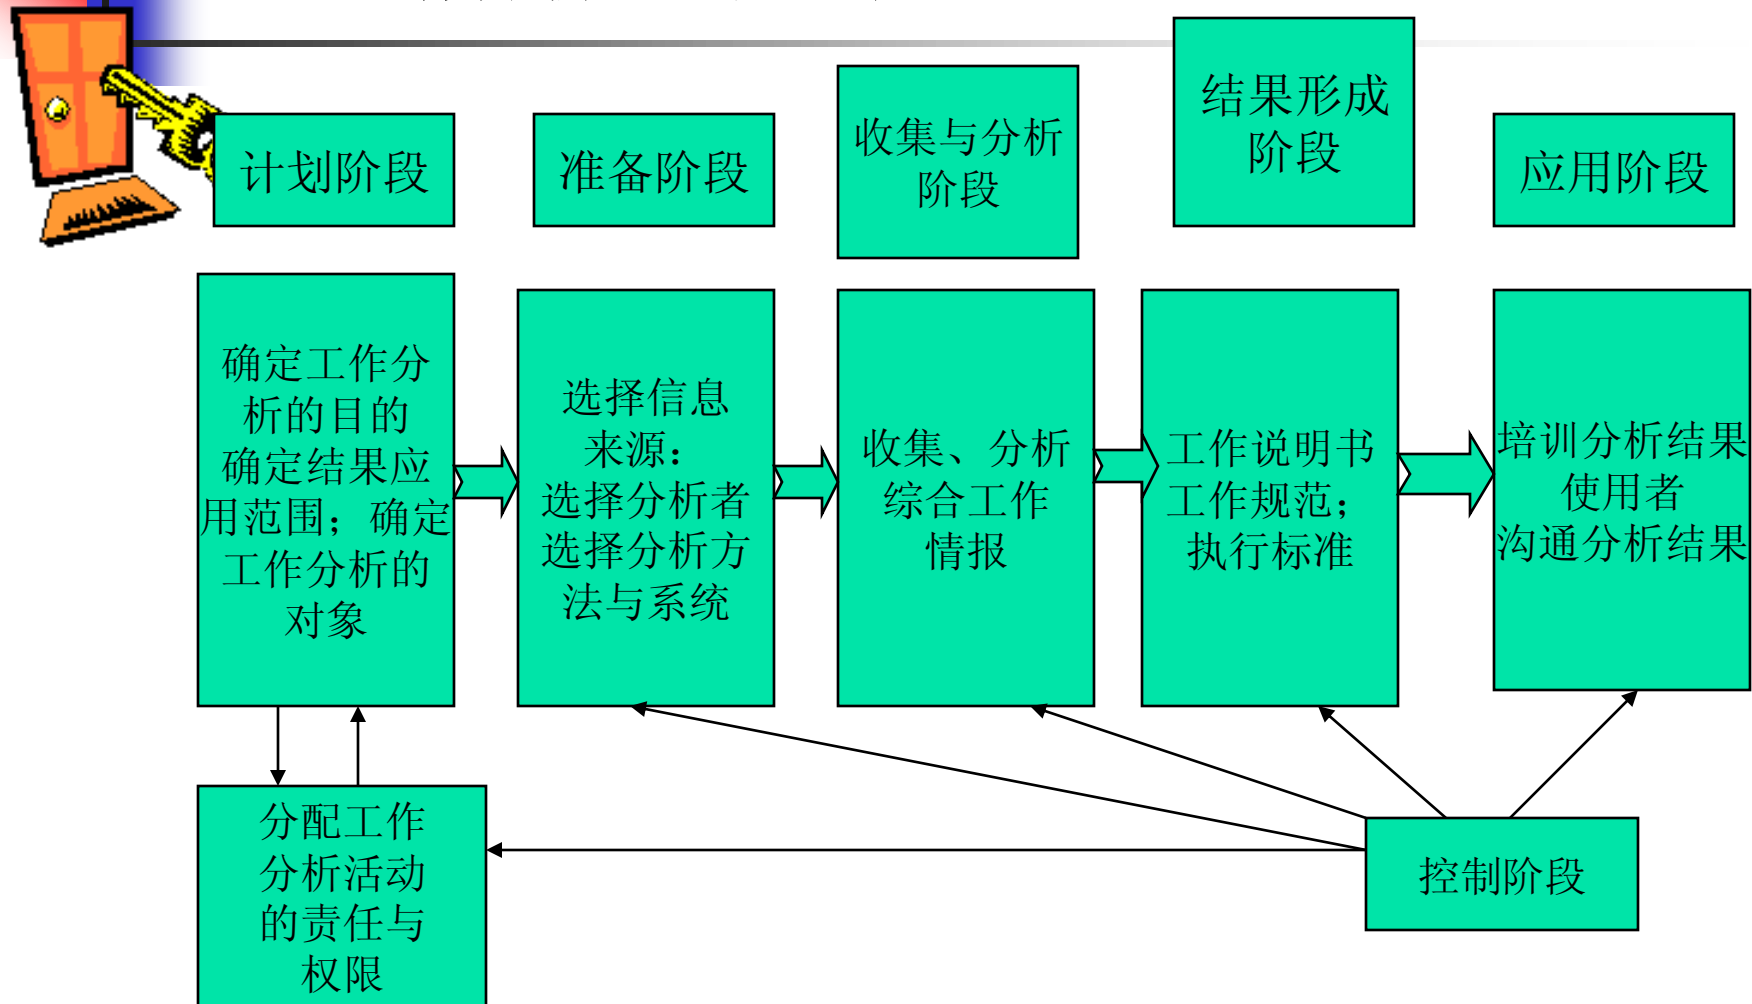 计划阶段
准备阶段
收集与分析
阶段
结果形成
阶段
应用阶段
确定工作分
析的目的
确定结果应
用范围；确定
工作分析的
对象
选择信息
来源：
选择分析者
选择分析方
法与系统
收集、分析
综合工作
情报
工作说明书
工作规范；
执行标准
培训分析结果
使用者
沟通分析结果
分配工作
分析活动
的责任与
权限
控制阶段